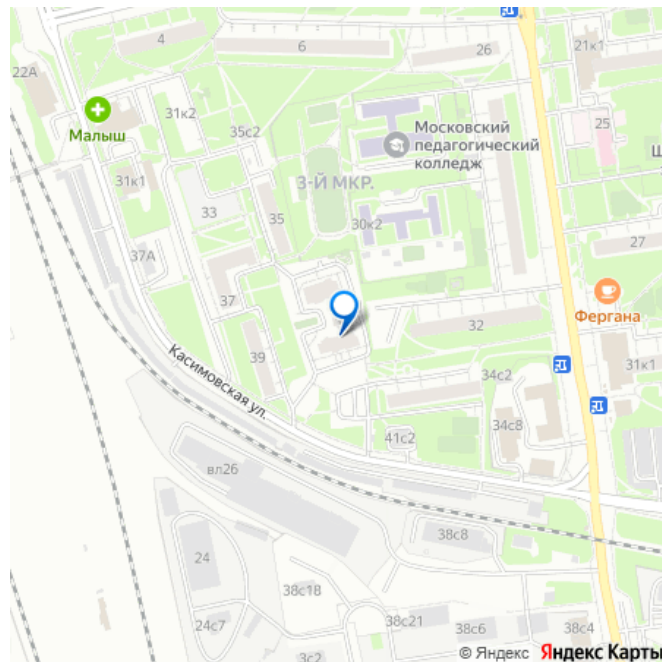 4
6
26
21к1
22А
Малыш
31к2
35с2
Московский
педагогический
колледж
25
Ш
31к1
33
3-Й МКР.
35
30к2
27
37А
37
Фергана
32
39
31к1
Касимовская ул.
34с2
41с2
34с8
вл26
38с8
24
38с18
24с7
38с21
38с6
38с4
3с2
© Яндекс Яндекс Карты